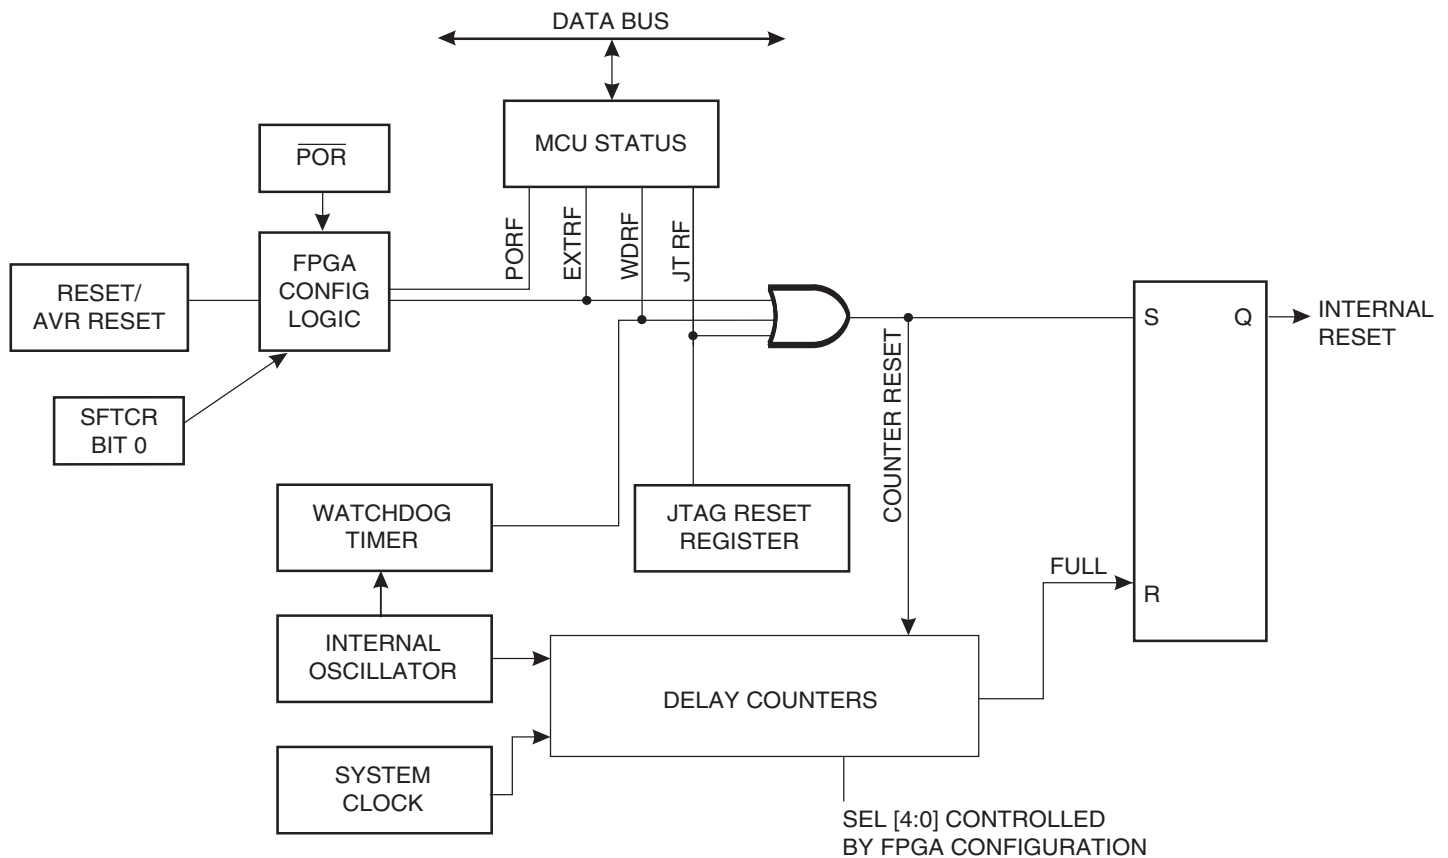 DATA BUS
MCU STATUS
POR
PORF
EXTRF
WDRF
JT RF
FPGA
CONFIG
LOGIC
RESET/
AVR RESET
SFTCR
BIT 0
S
Q
INTERNAL
RESET
COUNTER RESET
WATCHDOG
TIMER
JTAG RESET
REGISTER
FULL
R
INTERNAL
OSCILLATOR
DELAY COUNTERS
SYSTEM
CLOCK
SEL [4:0] CONTROLLED
BY FPGA CONFIGURATION